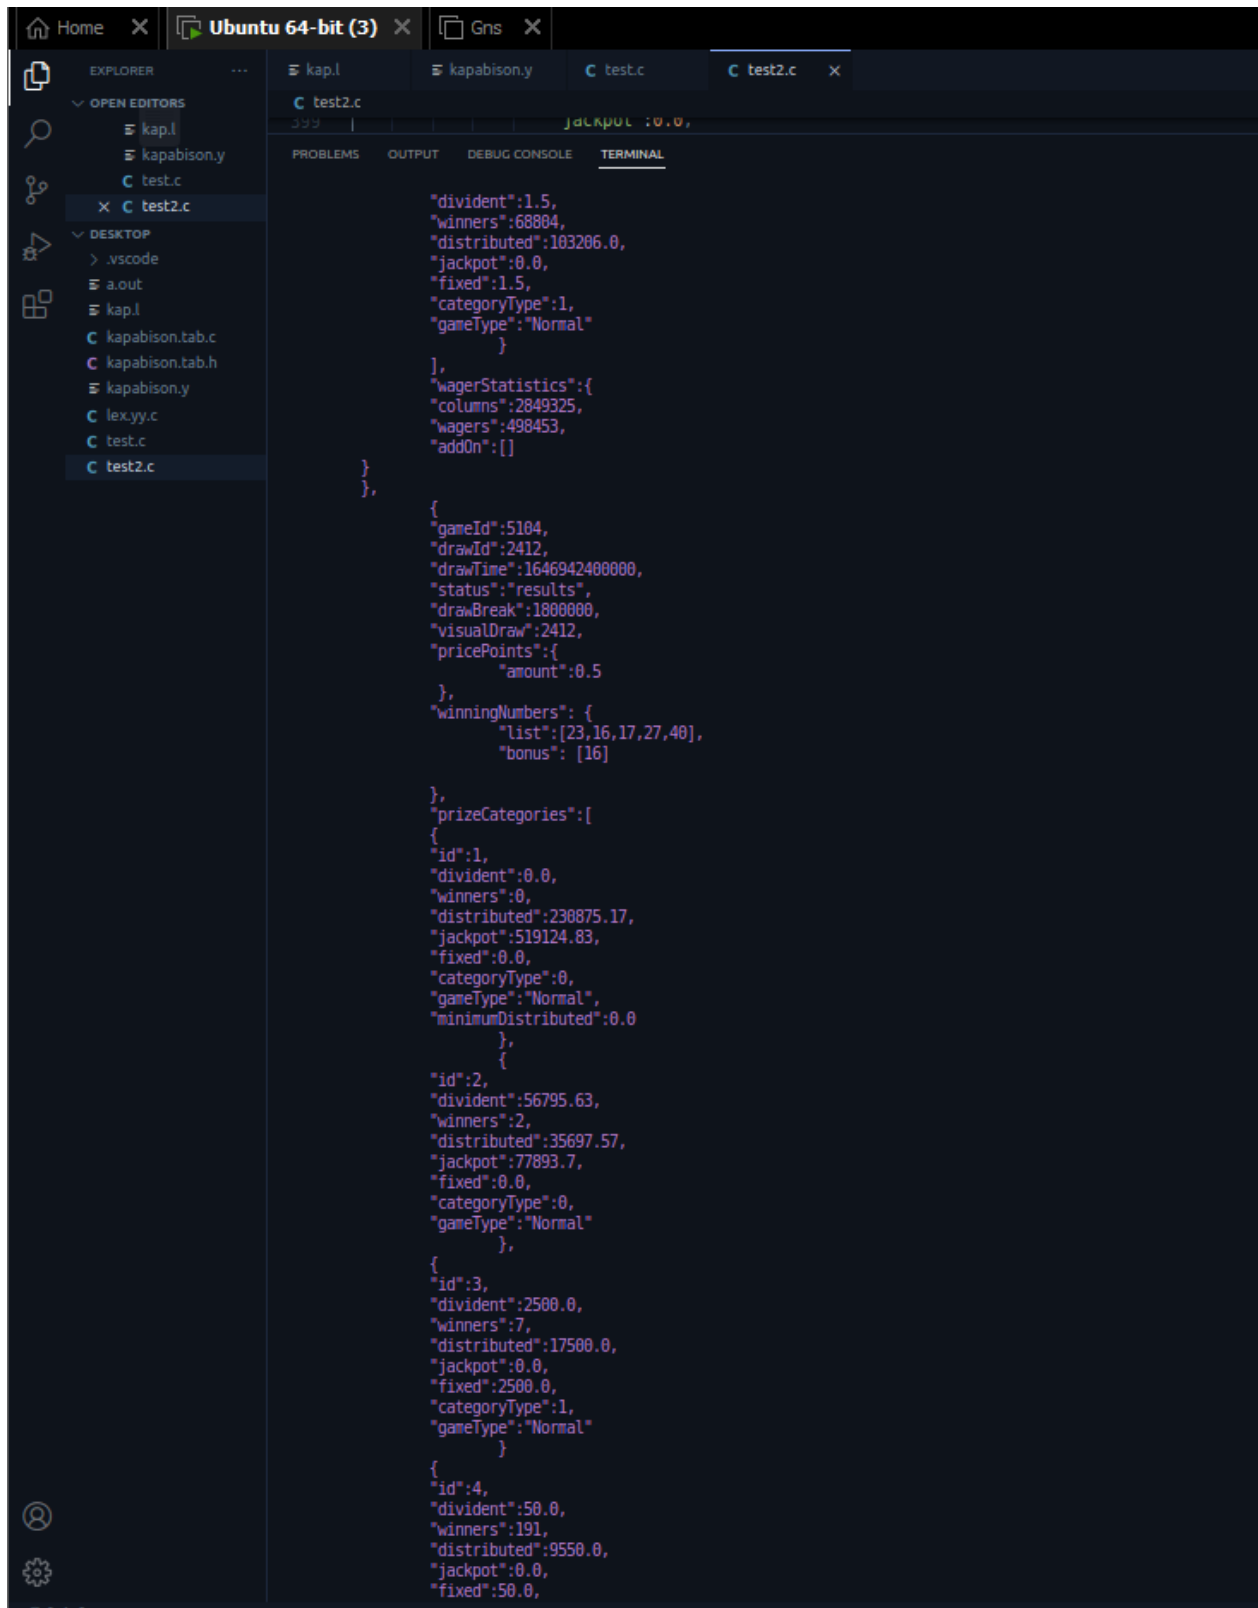 Home
Ubuntu 64-bit (3)
Gns
EXPLORER ...
kap.l
kapabison.y
test.c
test2.c
OPEN EDITORS
kap.l
kapabison.y
test.c
test2.c
DESKTOP
.vscode
a.out
kap.l
kapabison.tab.c
kapabison.tab.h
kapabison.y
lex.yy.c
test.c
test2.c
test2.c
399 jackpot :0.0,
PROBLEMS OUTPUT DEBUG CONSOLE TERMINAL
"divident":1.5,
"winners":68804,
"distributed":103206.0,
"jackpot":0.0,
"fixed":1.5,
"categoryType":1,
"gameType":"Normal"
}
],
"wagerStatistics":{
"columns":2849325,
"wagers":498453,
"addOn":[]
}
},
{
"gameId":5104,
"drawId":2412,
"drawTime":1646942400000,
"status":"results",
"drawBreak":1800000,
"visualDraw":2412,
"pricePoints":{
"amount":0.5
},
"winningNumbers": {
"list":[23,16,17,27,40],
"bonus": [16]
},
"prizeCategories":[
{
"id":1,
"divident":0.0,
"winners":0,
"distributed":230875.17,
"jackpot":519124.83,
"fixed":0.0,
"categoryType":0,
"gameType":"Normal",
"minimumDistributed":0.0
},
{
"id":2,
"divident":56795.63,
"winners":2,
"distributed":35697.57,
"jackpot":77893.7,
"fixed":0.0,
"categoryType":0,
"gameType":"Normal"
},
{
"id":3,
"divident":2500.0,
"winners":7,
"distributed":17500.0,
"jackpot":0.0,
"fixed":2500.0,
"categoryType":1,
"gameType":"Normal"
}
{
"id":4,
"divident":50.0,
"winners":191,
"distributed":9550.0,
"jackpot":0.0,
"fixed":50.0,